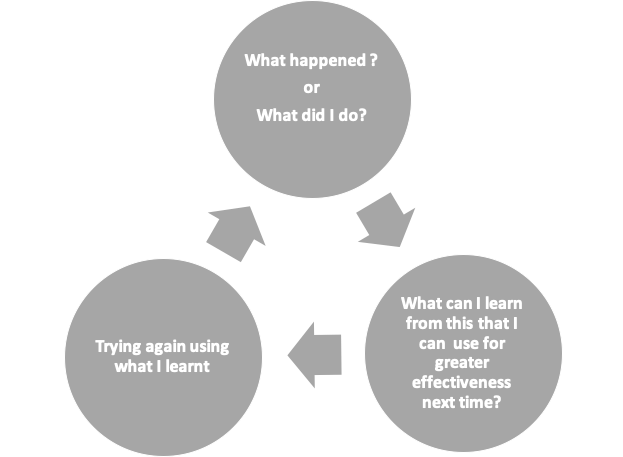 What happened ?
or
What did I do?
What can I learn
from this that I
can use for
greater
effectiveness
next time?
Trying again using
what I learnt